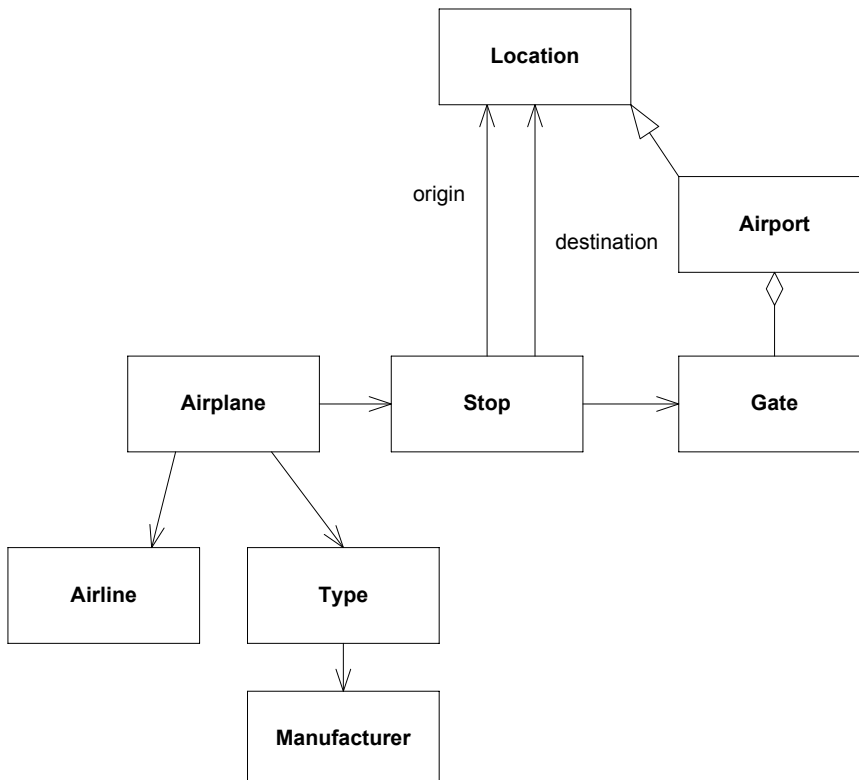 Location
origin
Airport
destination
Airplane
Stop
Gate
Airline
Type
Manufacturer